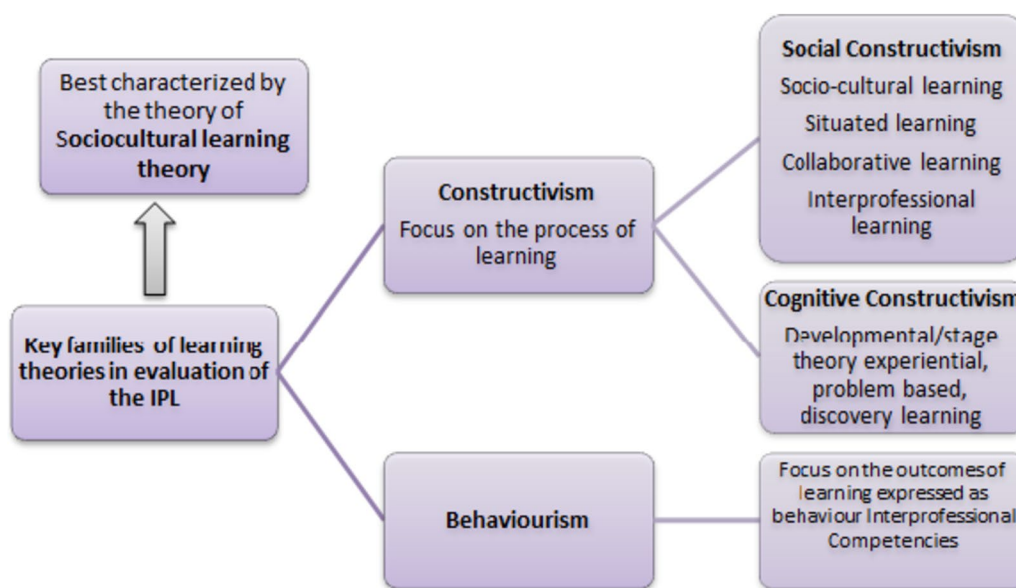 Best characterized by
the theory of
Sociocultural learning
theory
Key families of learning
theories in evaluation of
the IPL
Constructivism
Focus on the process of
learning
Behaviourism
Social Constructivism
Socio-cultural learning
Situated learning
Collaborative learning
Interprofessional
learning
Cognitive Constructivism
Developmental/stage
theory experiential,
problem based,
discovery learning
Focus on the outcomes of
learning expressed as
behaviour Interprofessional
Competencies